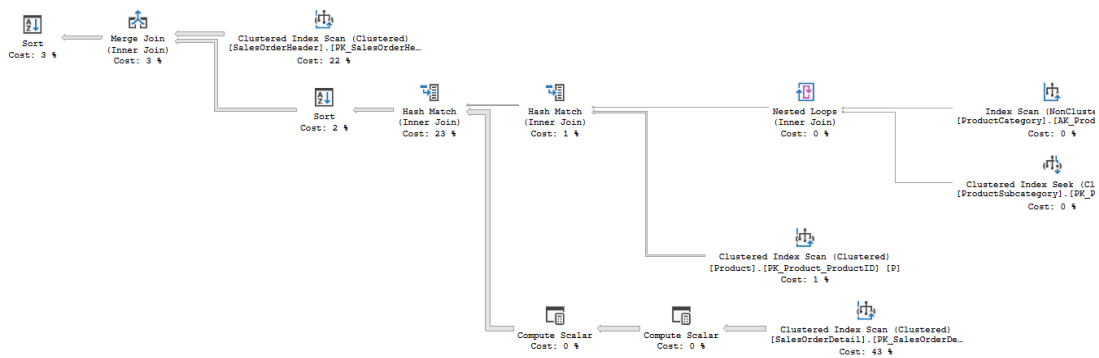 Sort
Cost: 3 %
Merge Join
(Inner Join)
Cost: 3 %
Clustered Index Scan (Clustered)
[SalesOrderHeader].[PK_SalesOrderHe…
Cost: 22 %
Sort
Cost: 2 %
Hash Match
(Inner Join)
Cost: 23 %
Hash Match
(Inner Join)
Cost: 1 %
Nested Loops
(Inner Join)
Cost: 0 %
Index Scan (NonCluste
[ProductCategory].[AK_Prod
Cost: 0 %
Clustered Index Seek (Cl
[ProductSubcategory].[PK_P
Cost: 0 %
Clustered Index Scan (Clustered)
[Product].[PK_Product_ProductID] [P]
Cost: 1 %
Compute Scalar
Cost: 0 %
Compute Scalar
Cost: 0 %
Clustered Index Scan (Clustered)
[SalesOrderDetail].[PK_SalesOrderDe…
Cost: 43 %